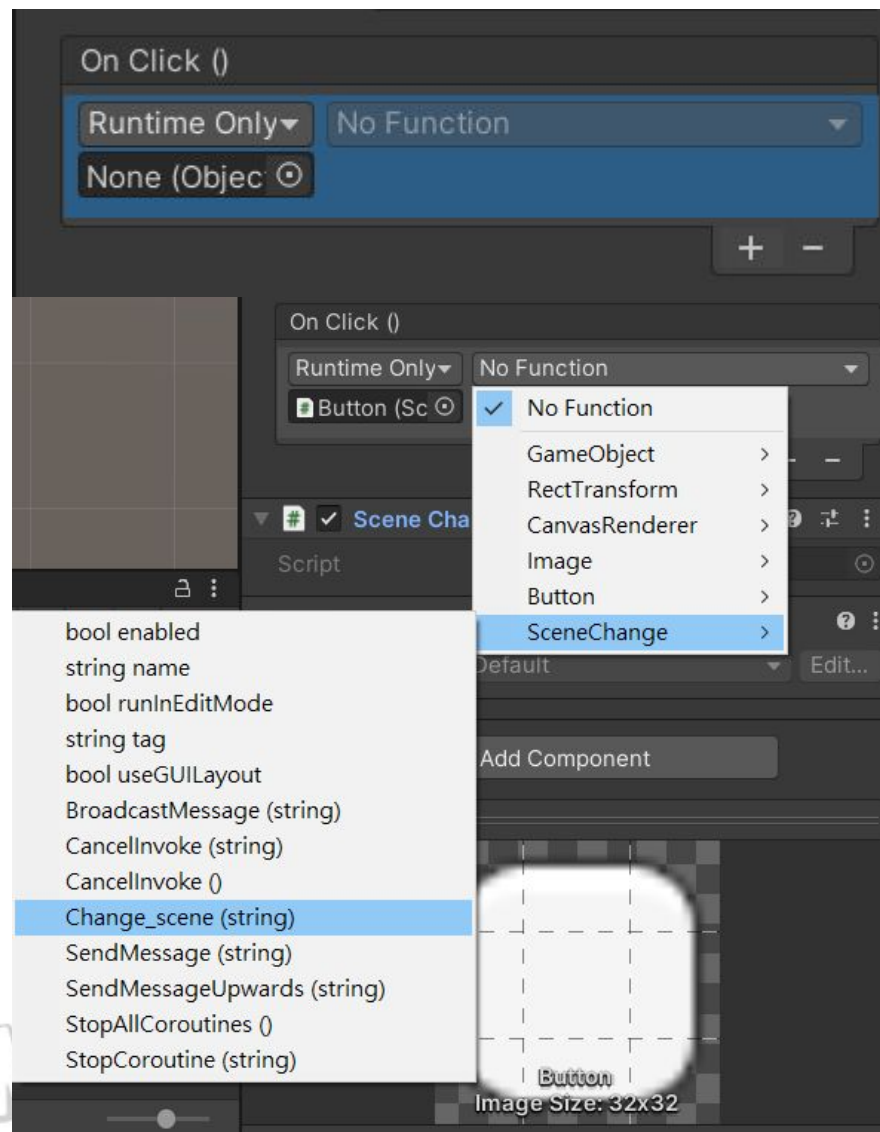 On Click ()
Runtime Only
No Function
None (Objec
On Click ()
Runtime Only
No Function
Button (Sc
No Function
GameObject
RectTransform
CanvasRenderer
Image
Button
SceneChange
Scene Cha
Script
Default
Edit...
Add Component
bool enabled
string name
bool runInEditMode
string tag
bool useGUILayout
BroadcastMessage (string)
CancelInvoke (string)
CancelInvoke ()
Change_scene (string)
SendMessage (string)
SendMessageUpwards (string)
StopAllCoroutines ()
StopCoroutine (string)
Button
Image Size: 32x32